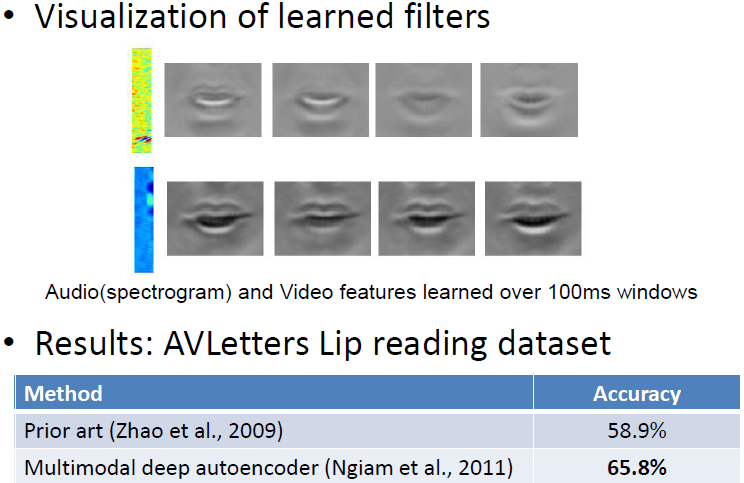 • Visualization of learned filters
Audio(spectrogram) and Video features learned over 100ms windows
• Results: AVLetters Lip reading dataset
Method Accuracy
Prior art (Zhao et al., 2009) 58.9%
Multimodal deep autoencoder (Ngiam et al., 2011) 65.8%